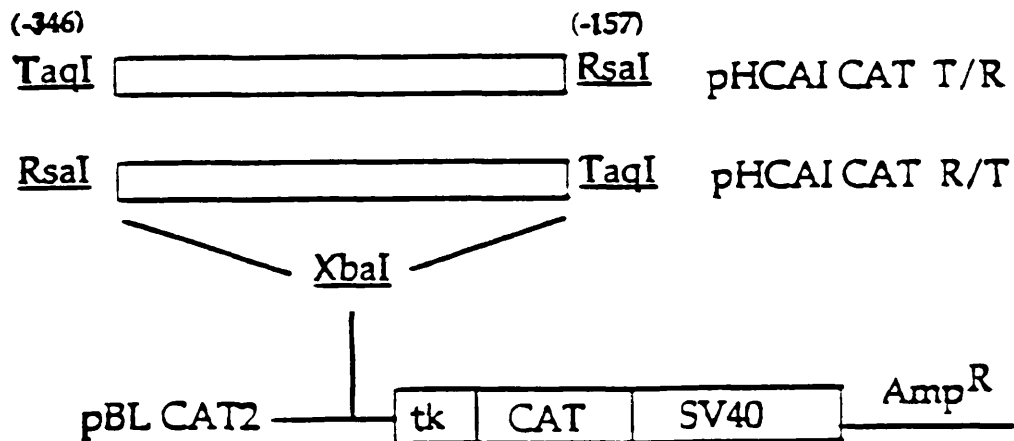 (-346) (-157)
TaqI RsaI pHCAI CAT T/R
RsaI TaqI pHCAI CAT R/T
XbaI
pBL CAT2 tk CAT SV40 Amp^R